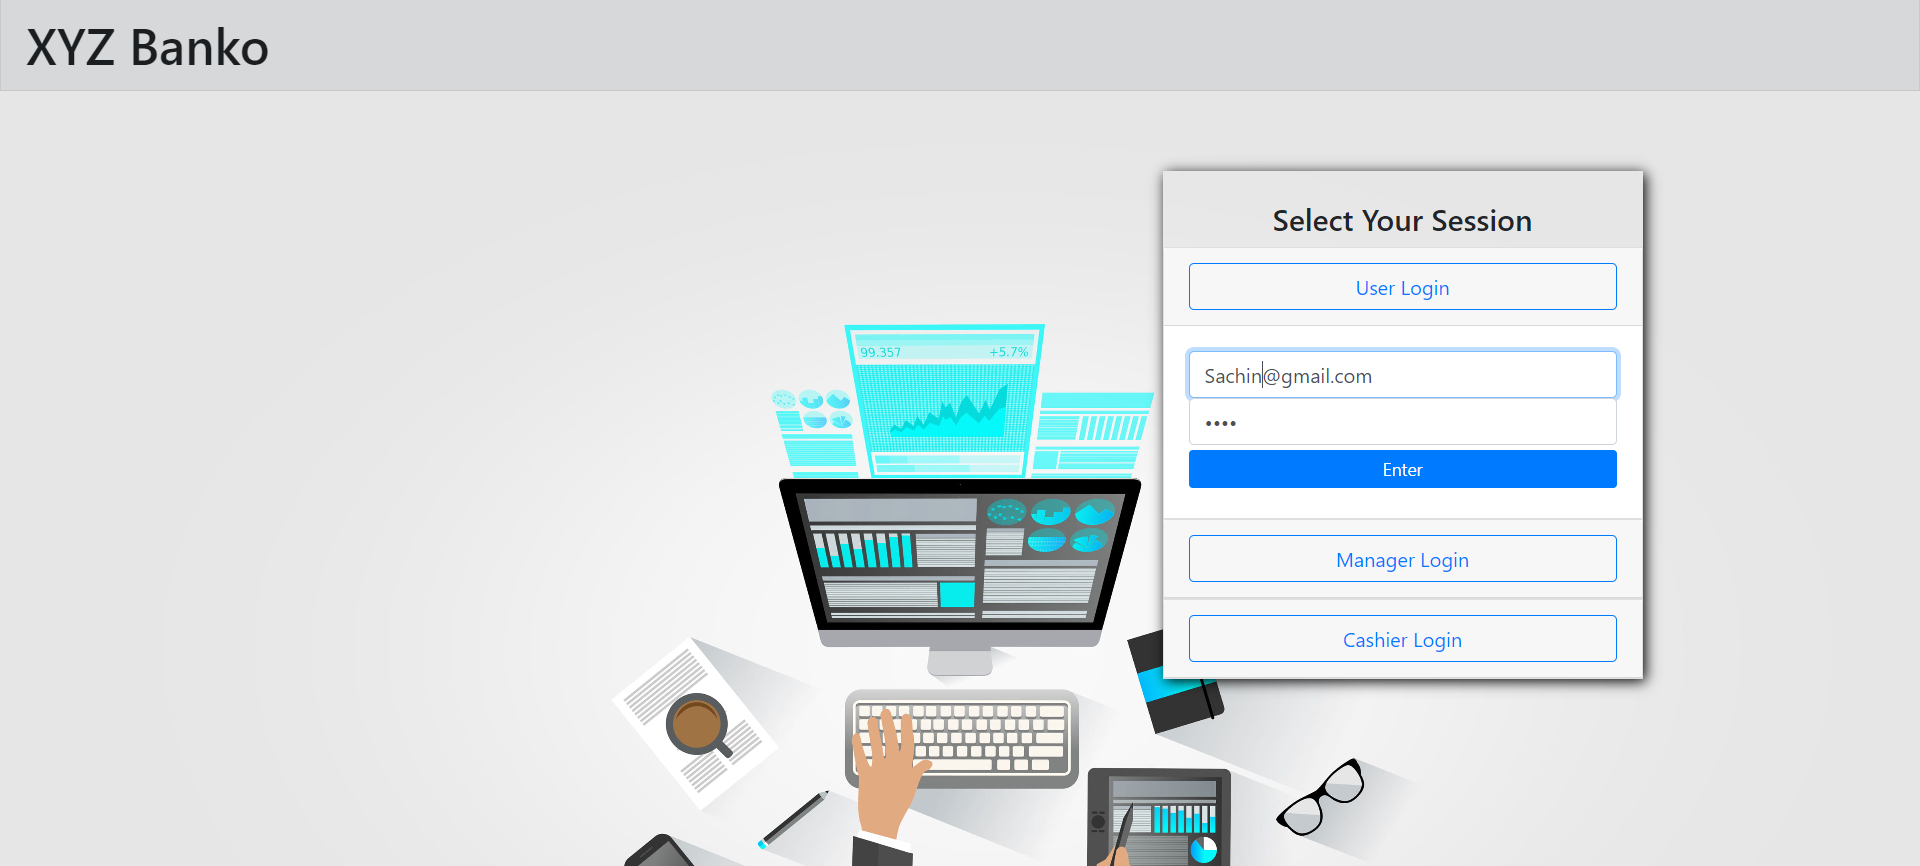 XYZ Banko
Select Your Session
User Login
Sachin@gmail.com
••••
Enter
Manager Login
Cashier Login
99.357 +5.7%